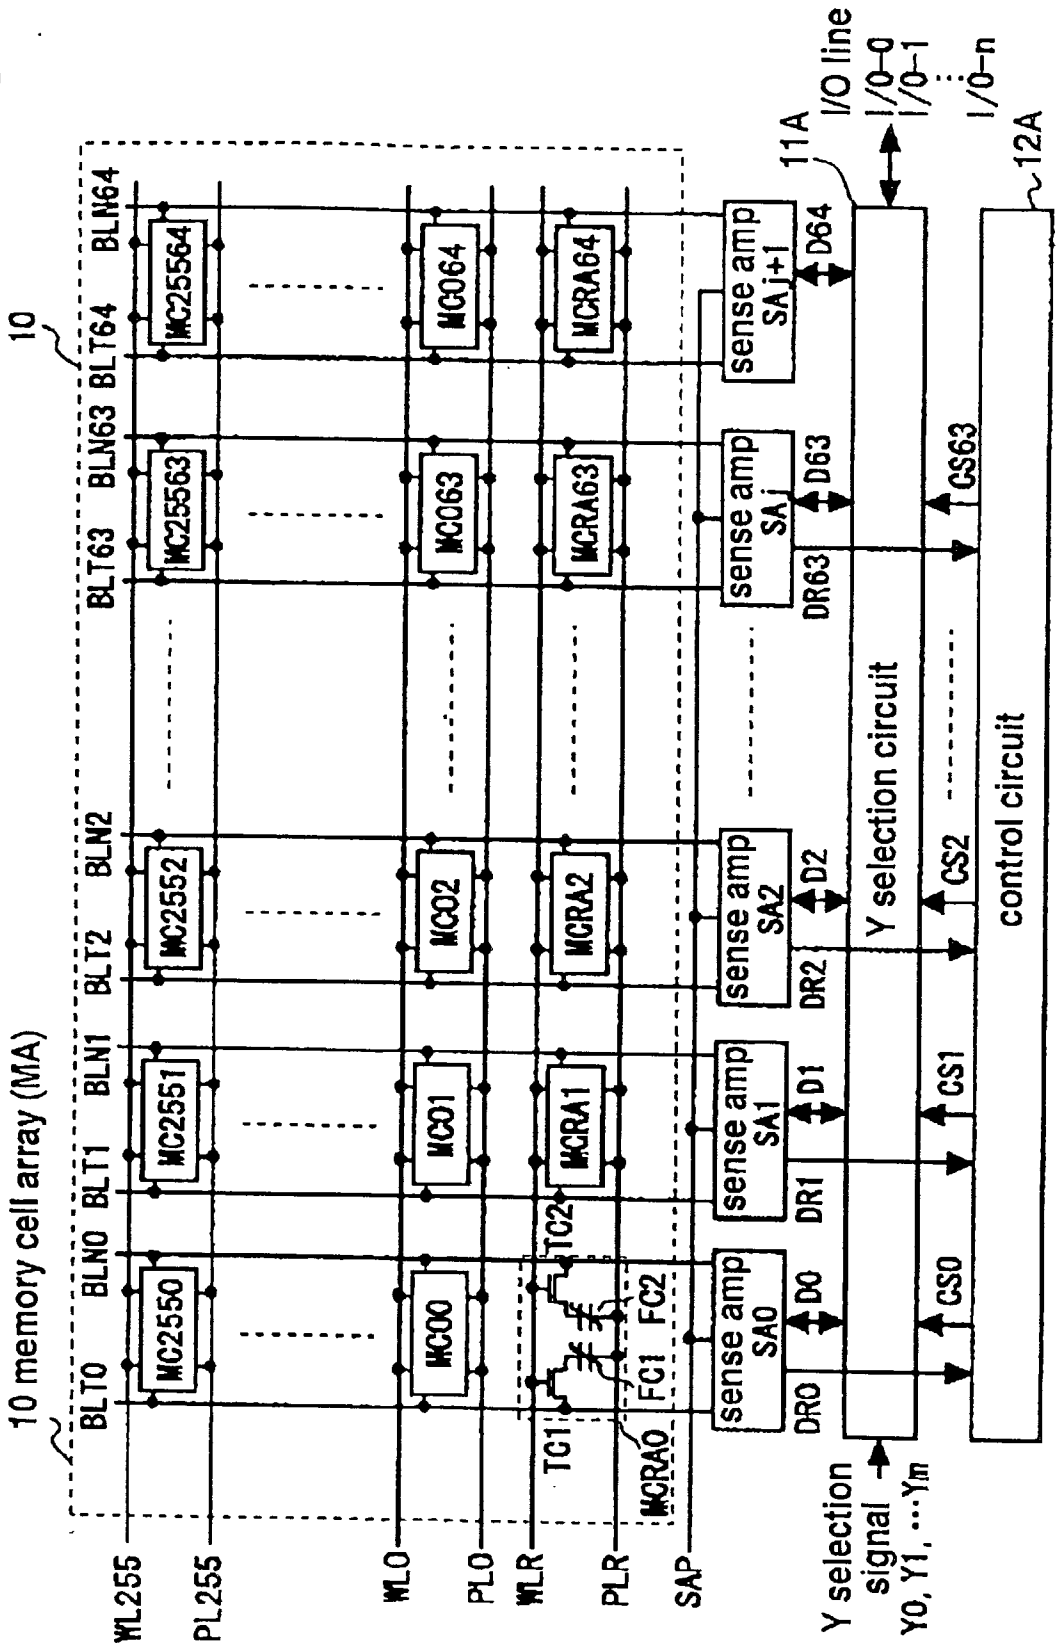 10 memory cell array (MA)
10
BLT0 BLN0 BLT1 BLN1 BLT2 BLN2 BLT63 BLN63 BLT64 BLN64
WL255
MC2550 MC2551 MC2552 MC25563 MC25564
PL255
WL0
MC00 MC01 MC02 MC063 MC064
PL0
WLR
TC1 TC2
FC1 FC2
MCRA0
MCRA1 MCRA2 MCRA63 MCRA64
PLR
SAP
sense amp SA0
sense amp SA1
sense amp SA2
sense amp SAj
sense amp SAj+1
DR0 D0 DR1 D1 DR2 D2 DR63 D63 D64
11A
Y selection
signal
Y0, Y1, ···Ym
Y selection circuit
I/O line
I/O-0
I/O-1
I/O-n
CS0 CS1 CS2 CS63
control circuit
12A